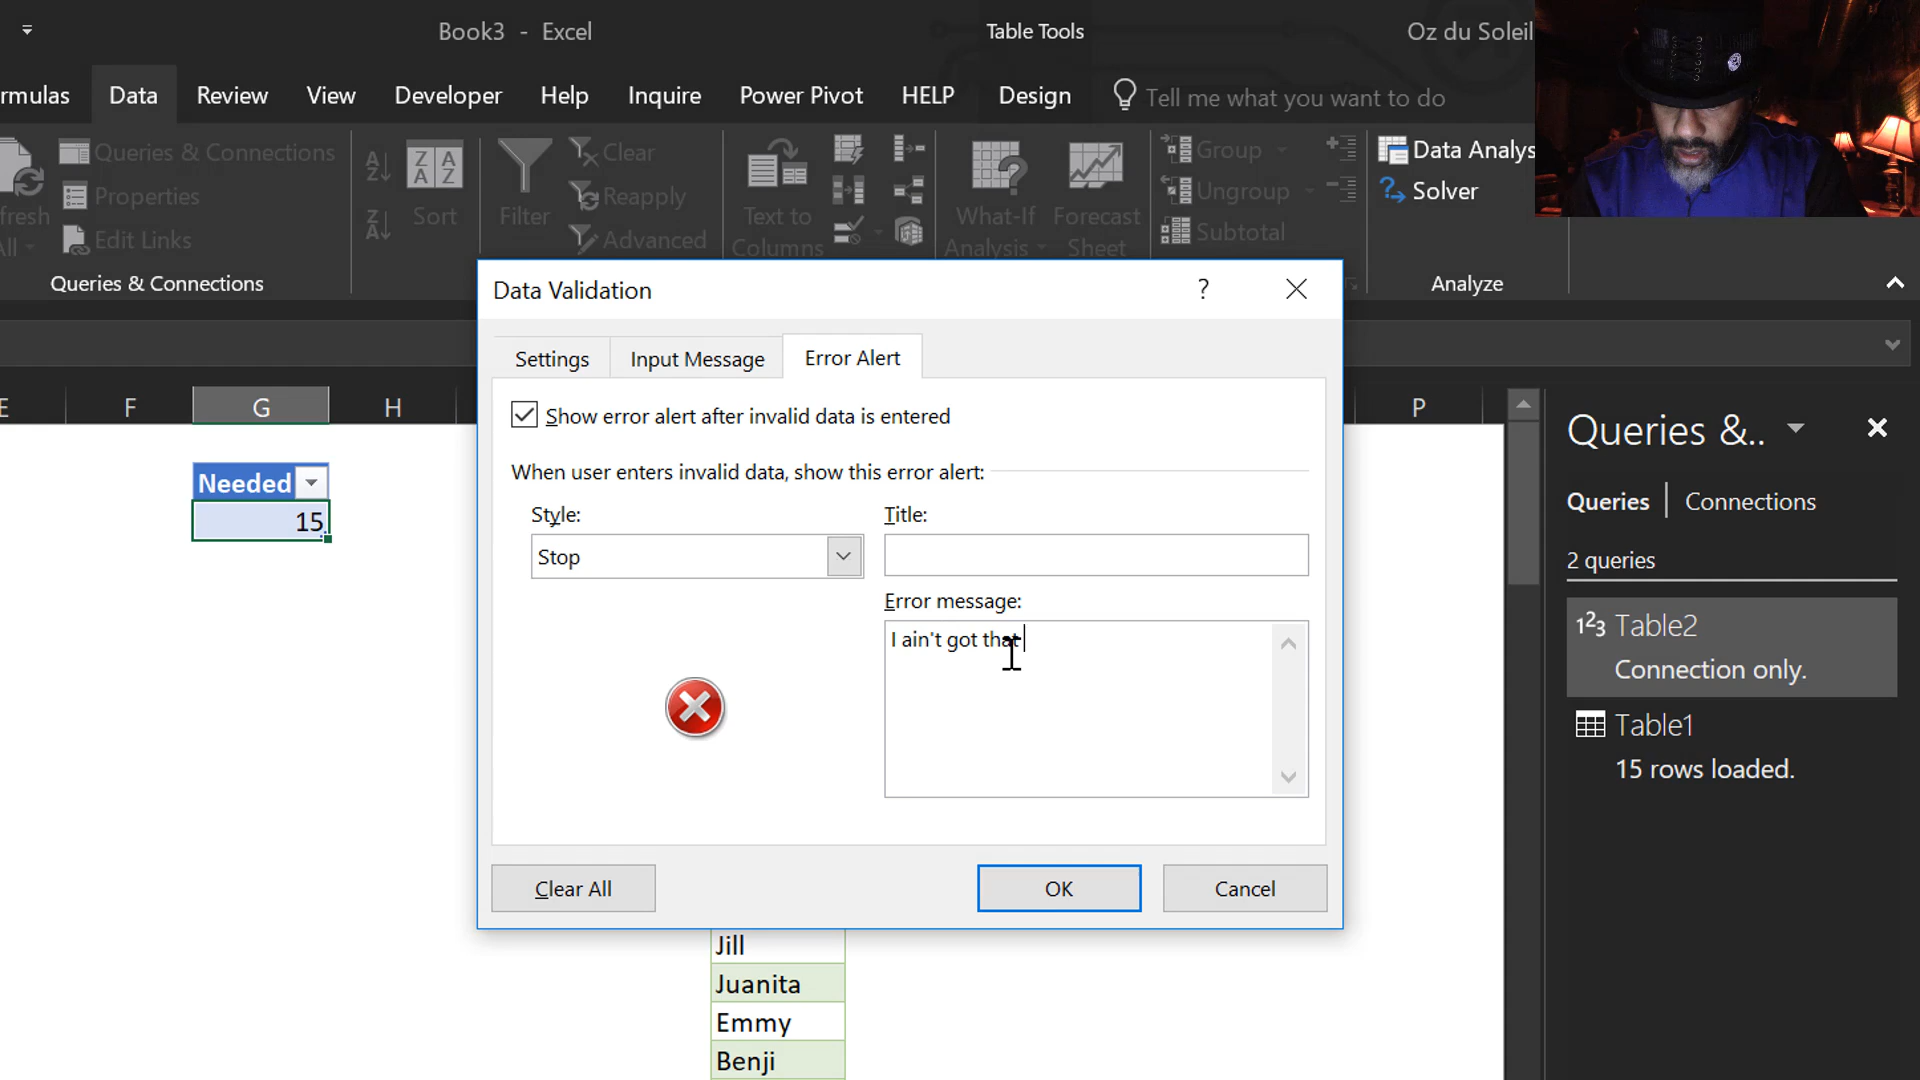 Book3 - Excel
Table Tools
Oz du Soleil
rmulas
Data
Review
View
Developer
Help
Inquire
Power Pivot
HELP
Design
Tell me what you want to do
fresh
All
Queries & Connections
Properties
Edit Links
Queries & Connections
Sort
Filter
Clear
Reapply
Advanced
Text to
Columns
What-If
Analysis
Forecast
Sheet
Group
Ungroup
Subtotal
Data Analys
Solver
Analyze
Data Validation
?
Settings
Input Message
Error Alert
Show error alert after invalid data is entered
When user enters invalid data, show this error alert:
Style:
Stop
Title:
Error message:
I ain't got that
Clear All
OK
Cancel
E
F
G
H
P
Needed
15
Jill
Juanita
Emmy
Benji
Queries &..
Queries
Connections
2 queries
Table2
Connection only.
Table1
15 rows loaded.